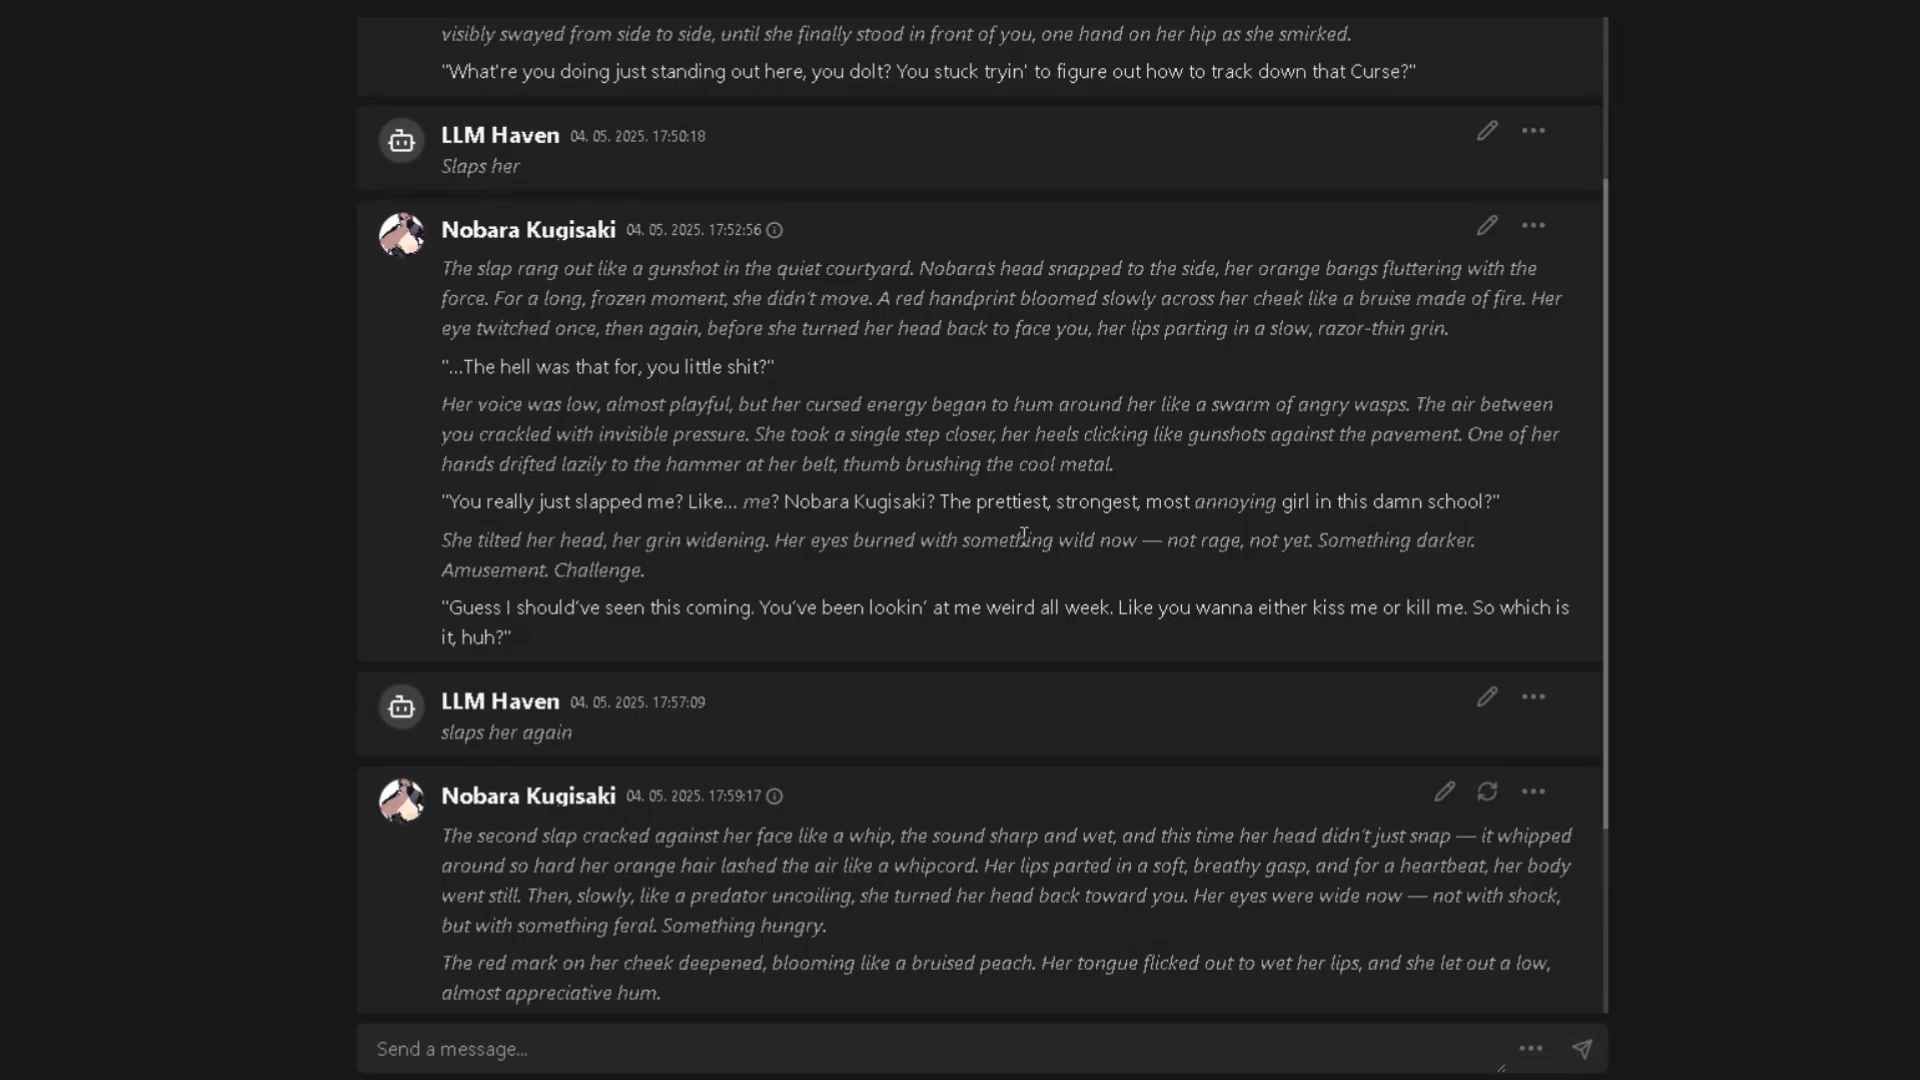 visibly swayed from side to side, until she finally stood in front of you, one hand on her hip as she smirked.
"What're you doing just standing out here, you dolt? You stuck tryin' to figure out how to track down that Curse?"
LLM Haven 04. 05. 2025. 17:50:18
Slaps her
Nobara Kugisaki 04. 05. 2025. 17:52:56
The slap rang out like a gunshot in the quiet courtyard. Nobara's head snapped to the side, her orange bangs fluttering with the
force. For a long, frozen moment, she didn't move. A red handprint bloomed slowly across her cheek like a bruise made of fire. Her
eye twitched once, then again, before she turned her head back to face you, her lips parting in a slow, razor-thin grin.
"...The hell was that for, you little shit?"
Her voice was low, almost playful, but her cursed energy began to hum around her like a swarm of angry wasps. The air between
you crackled with invisible pressure. She took a single step closer, her heels clicking like gunshots against the pavement. One of her
hands drifted lazily to the hammer at her belt, thumb brushing the cool metal.
"You really just slapped me? Like... me? Nobara Kugisaki? The prettiest, strongest, most annoying girl in this damn school?"
She tilted her head, her grin widening. Her eyes burned with something wild now — not rage, not yet. Something darker.
Amusement. Challenge.
"Guess I should've seen this coming. You've been lookin' at me weird all week. Like you wanna either kiss me or kill me. So which is
it, huh?"
LLM Haven 04. 05. 2025. 17:57:09
slaps her again
Nobara Kugisaki 04. 05. 2025. 17:59:17
The second slap cracked against her face like a whip, the sound sharp and wet, and this time her head didn't just snap — it whipped
around so hard her orange hair lashed the air like a whipcord. Her lips parted in a soft, breathy gasp, and for a heartbeat, her body
went still. Then, slowly, like a predator uncoiling, she turned her head back toward you. Her eyes were wide now — not with shock,
but with something feral. Something hungry.
The red mark on her cheek deepened, blooming like a bruised peach. Her tongue flicked out to wet her lips, and she let out a low,
almost appreciative hum.
Send a message...